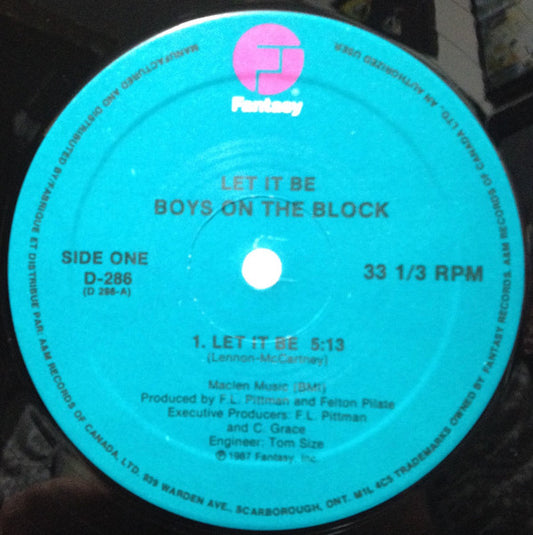 Fantasy
LET IT BE
BOYS ON THE BLOCK
SIDE ONE
D-286
(D 286-A)
33 1/3 RPM
1. LET IT BE 5:13
(Lennon-McCartney)
Maclen Music (BMI)
Produced by F.L. Pittman and Felton Pilate
Executive Producers: F.L. Pittman
and C. Grace
Engineer: Tom Size
℗ 1987 Fantasy, Inc.
MANUFACTURED AND DISTRIBUTED BY/FABRIQUÉ ET DISTRIBUÉ PAR: A&M RECORDS OF CANADA, LTD. 939 WARDEN AVE., SCARBOROUGH, ONT. M1L 4C5 TRADEMARKS OWNED BY FANTASY RECORDS. A&M RECORDS OF CANADA LTD. AN AUTHORIZED USER.